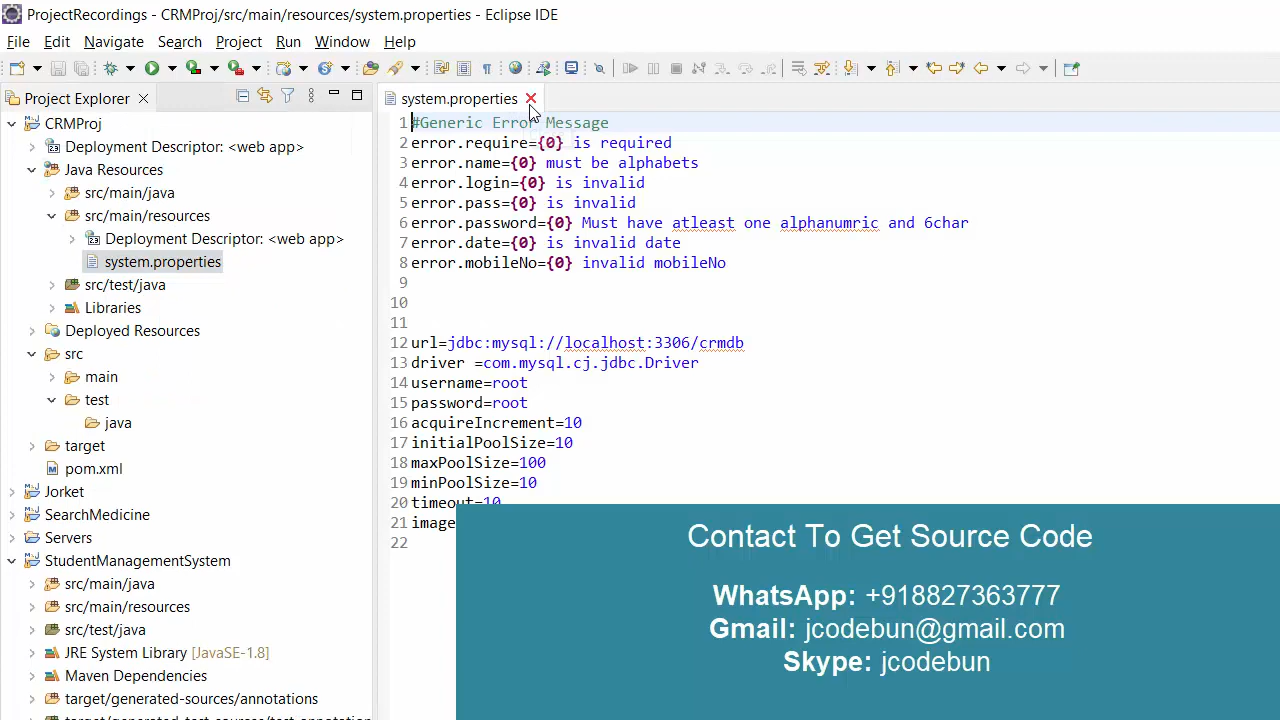 ProjectRecordings - CRMProj/src/main/resources/system.properties - Eclipse IDE
File Edit Navigate Search Project Run Window Help
Project Explorer
CRMProj
Deployment Descriptor: <web app>
Java Resources
src/main/java
src/main/resources
Deployment Descriptor: <web app>
system.properties
src/test/java
Libraries
Deployed Resources
src
main
test
java
target
pom.xml
Jorket
SearchMedicine
Servers
StudentManagementSystem
src/main/java
src/main/resources
src/test/java
JRE System Library [JavaSE-1.8]
Maven Dependencies
target/generated-sources/annotations
system.properties
1 #Generic Error Message
2 error.require={0} is required
3 error.name={0} must be alphabets
4 error.login={0} is invalid
5 error.pass={0} is invalid
6 error.password={0} Must have atleast one alphanumric and 6char
7 error.date={0} is invalid date
8 error.mobileNo={0} invalid mobileNo
9
10
11
12 url=jdbc:mysql://localhost:3306/crmdb
13 driver =com.mysql.cj.jdbc.Driver
14 username=root
15 password=root
16 acquireIncrement=10
17 initialPoolSize=10
18 maxPoolSize=100
19 minPoolSize=10
20 timeout=10
21 image
22
Contact To Get Source Code
WhatsApp: +918827363777
Gmail: jcodebun@gmail.com
Skype: jcodebun